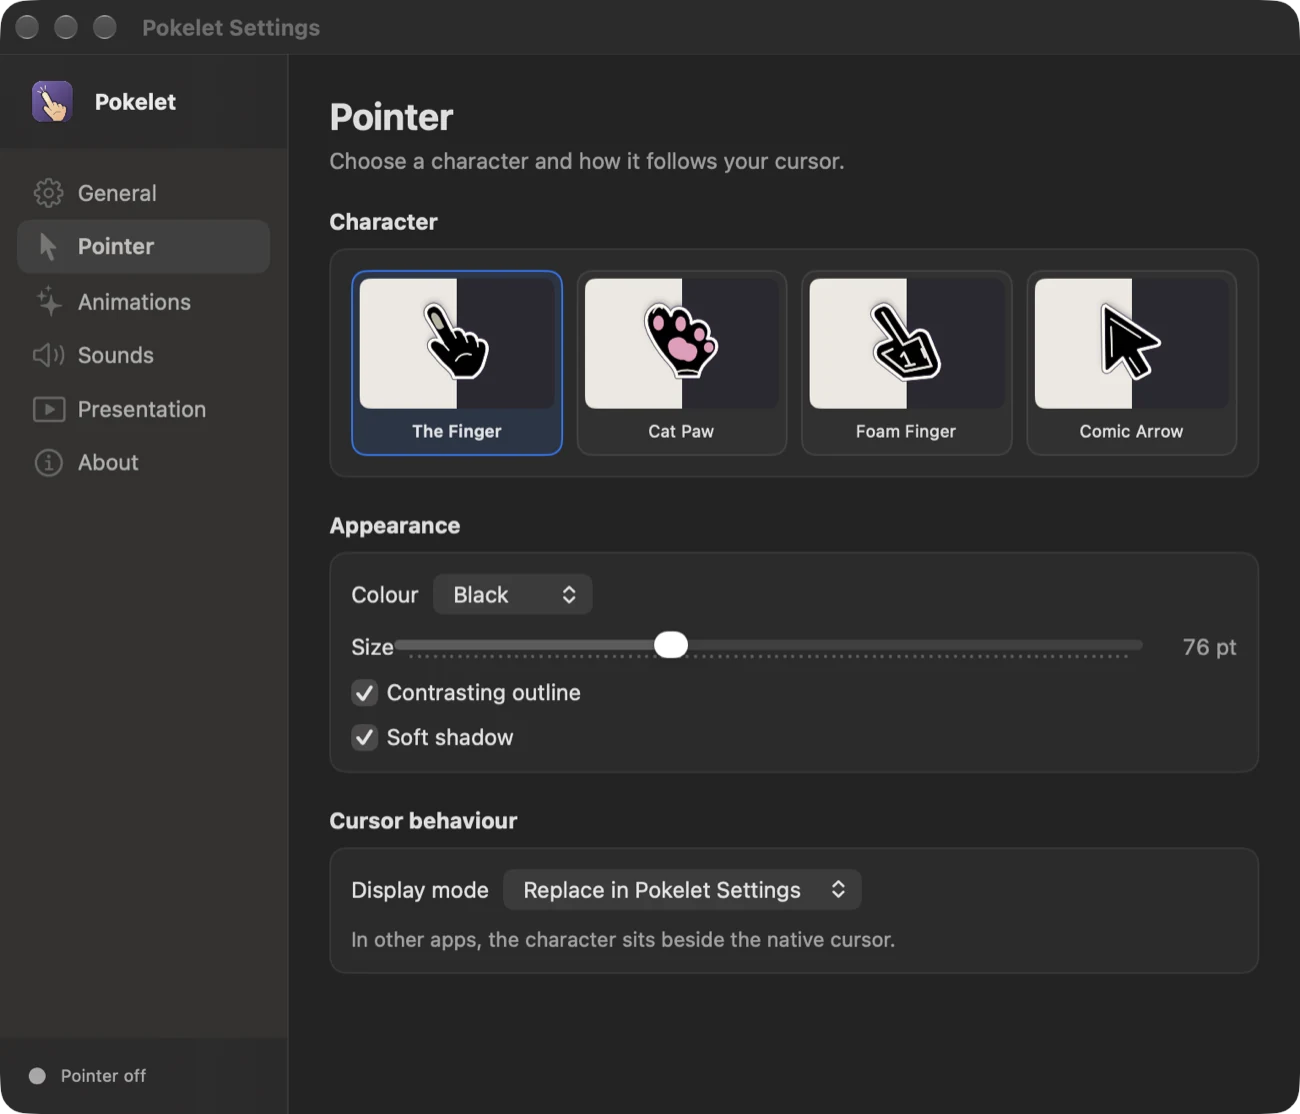 Pokelet Settings
Pokelet
General
Pointer
Animations
Sounds
Presentation
About
Pointer off
Pointer
Choose a character and how it follows your cursor.
Character
1
The Finger
Cat Paw
Foam Finger
Comic Arrow
Appearance
Colour Black
Size 76 pt
Contrasting outline
Soft shadow
Cursor behaviour
Display mode Replace in Pokelet Settings
In other apps, the character sits beside the native cursor.